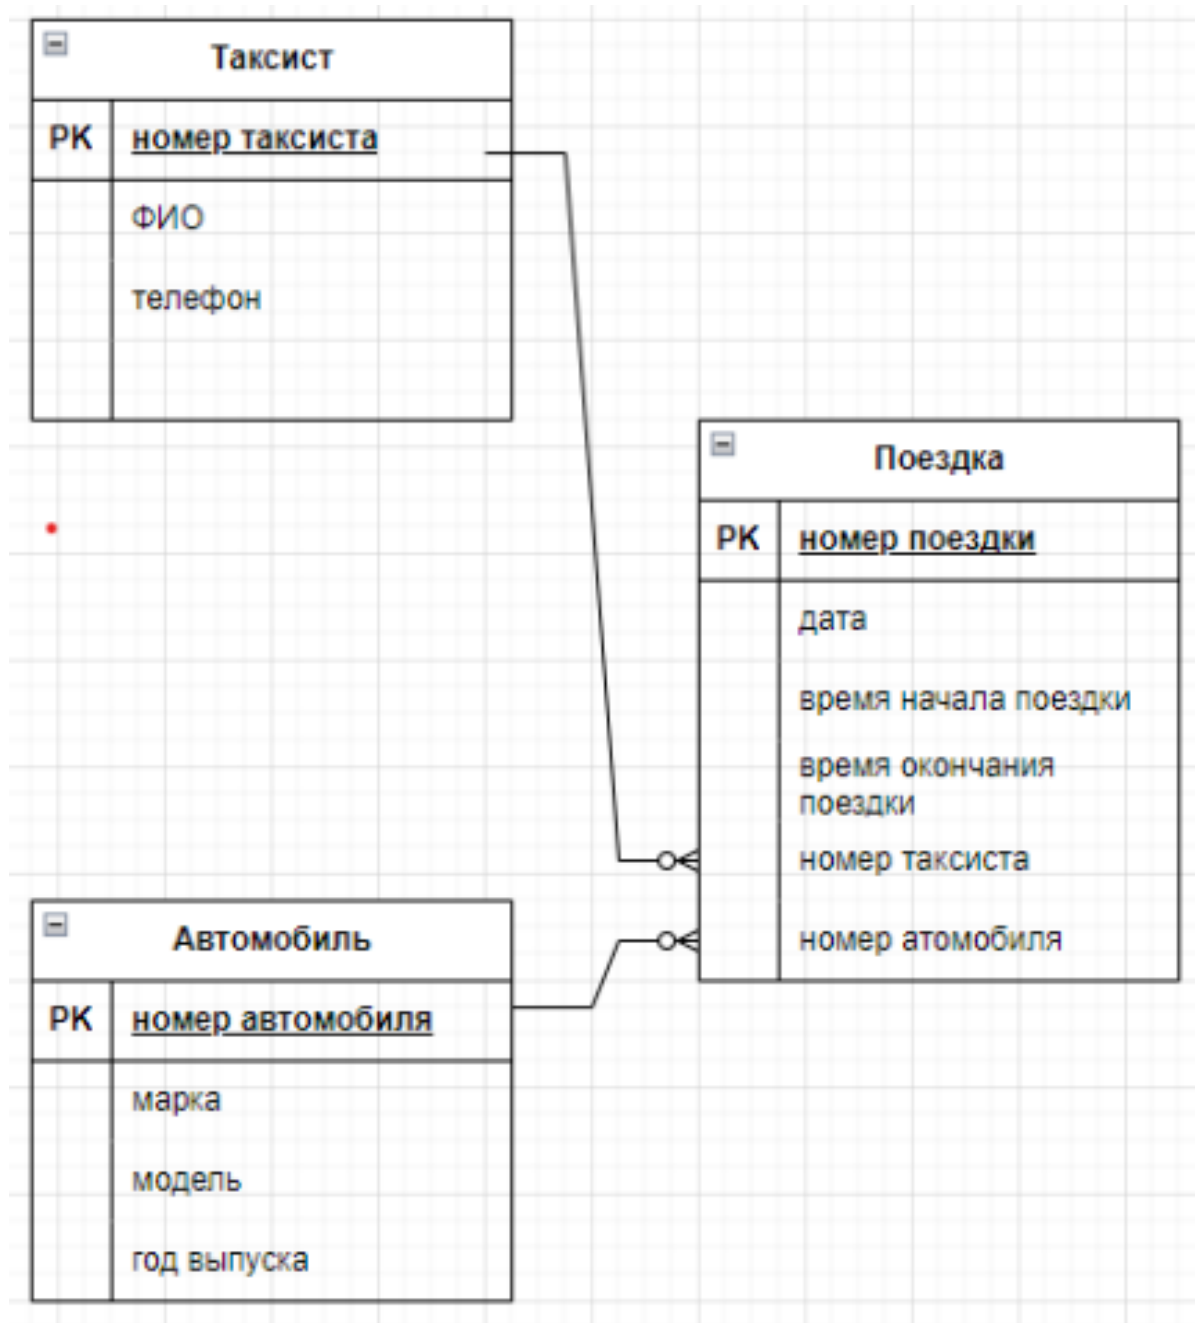 Таксист
PK номер таксиста
ФИО
телефон
Поездка
PK номер поездки
дата
время начала поездки
время окончания
поездки
номер таксиста
номер атомобиля
Автомобиль
PK номер автомобиля
марка
модель
год выпуска